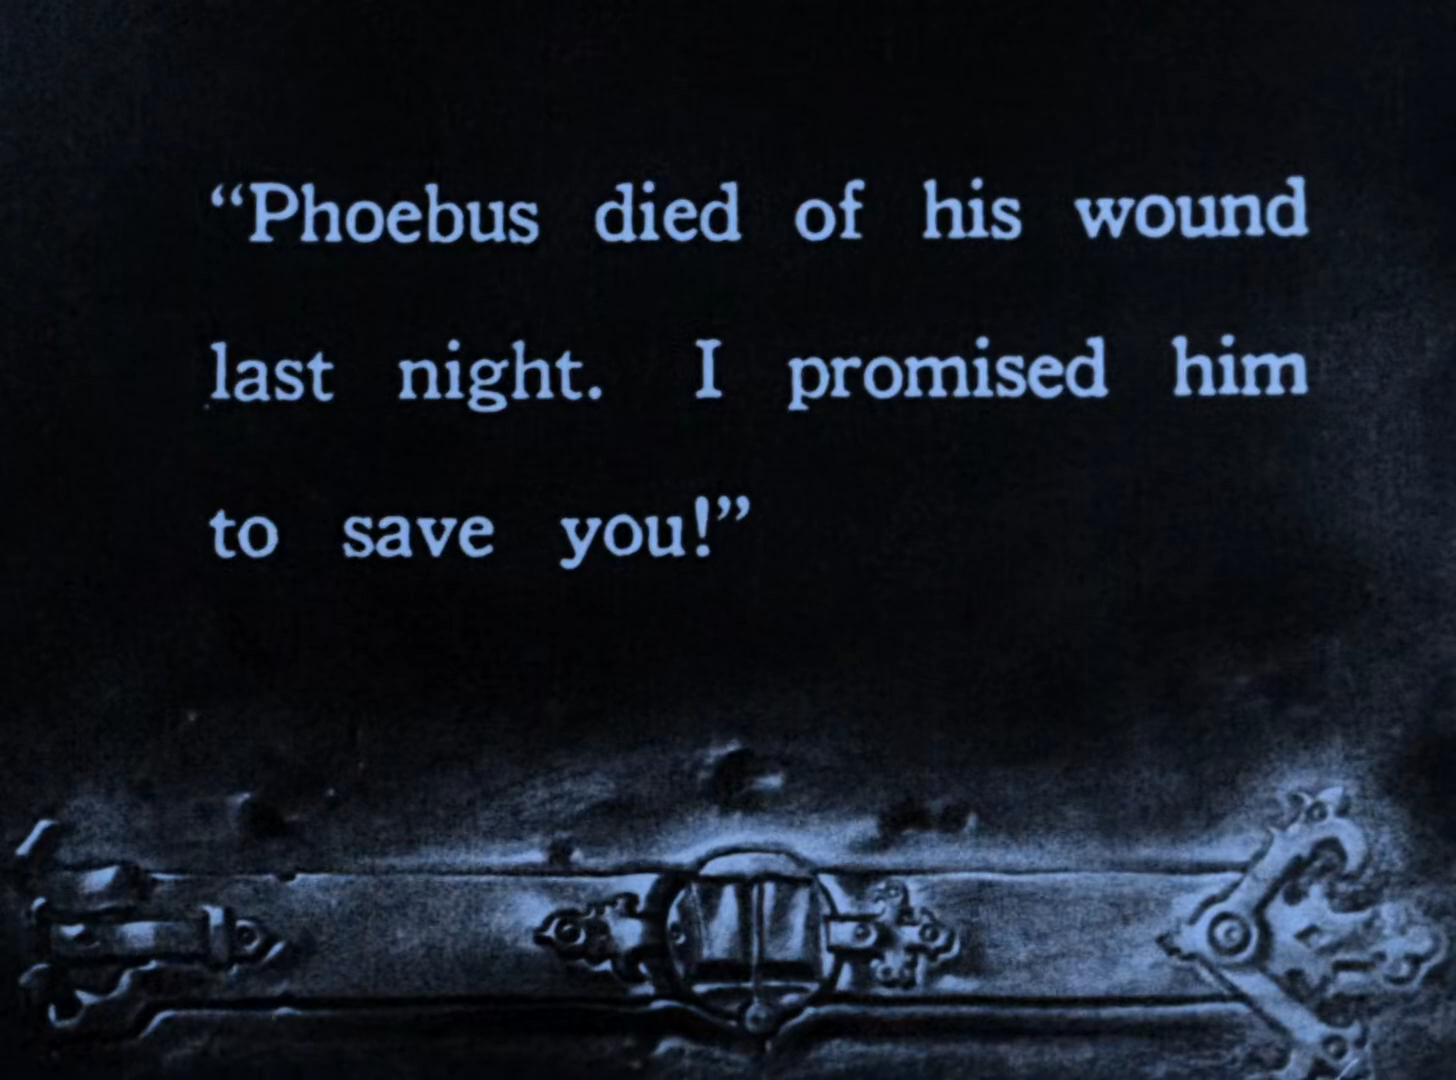 “Phoebus died of his wound
last night. I promised him
to save you!”